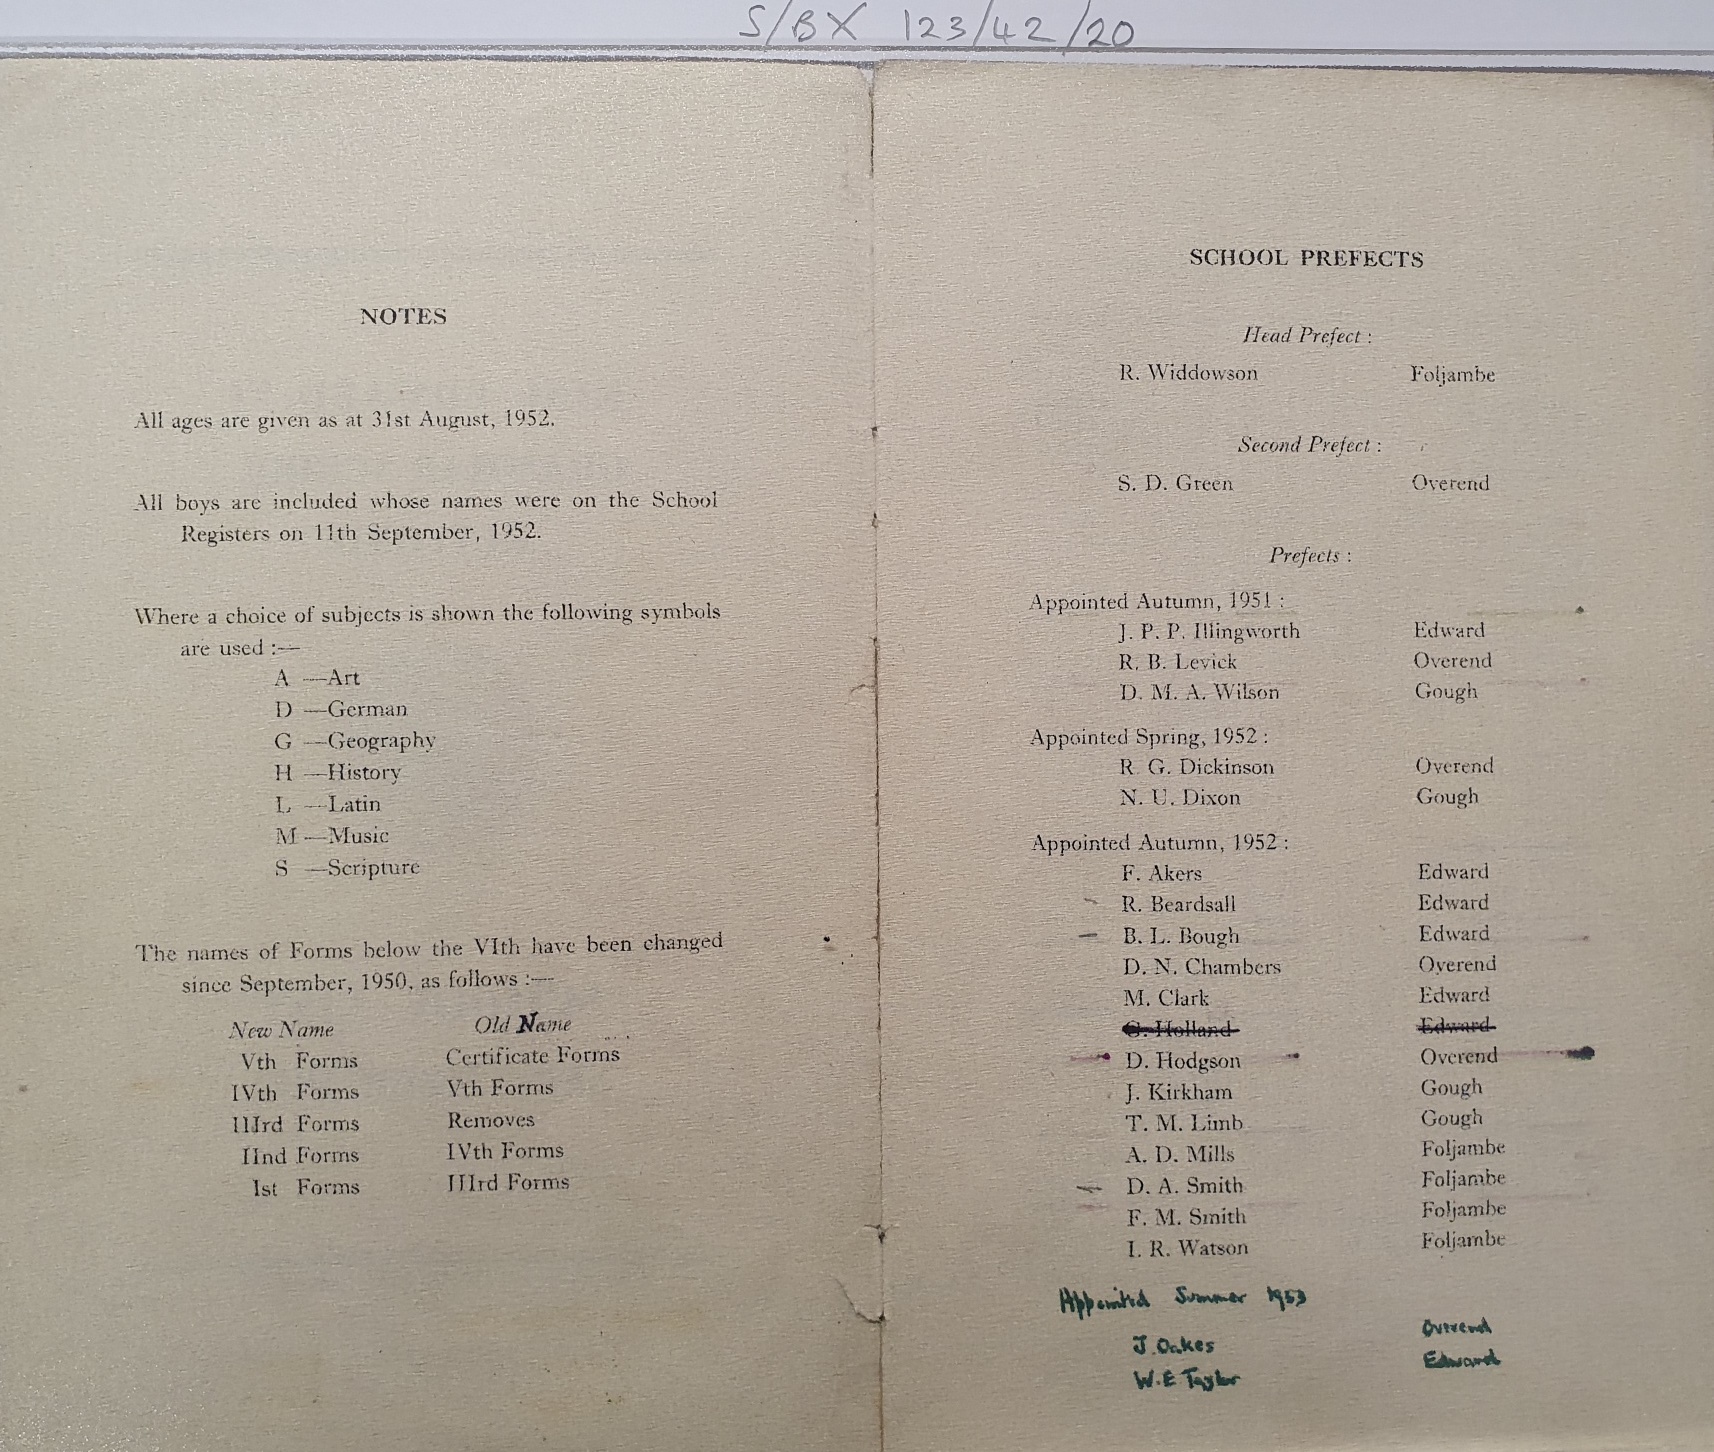 S/BX 123/42/20
NOTES
All ages are given as at 31st August, 1952.
All boys are included whose names were on the School
Registers on 11th September, 1952.
Where a choice of subjects is shown the following symbols
are used :—
A —Art
D —German
G —Geography
H —History
L —Latin
M —Music
S —Scripture
The names of Forms below the VIth have been changed
since September, 1950, as follows :—
New Name Old Name
Vth Forms Certificate Forms
IVth Forms Vth Forms
IIIrd Forms Removes
IInd Forms IVth Forms
Ist Forms IIIrd Forms
SCHOOL PREFECTS
Head Prefect :
R. Widdowson Foljambe
Second Prefect :
S. D. Green Overend
Prefects :
Appointed Autumn, 1951 :
J. P. P. Illingworth Edward
R. B. Levick Overend
D. M. A. Wilson Gough
Appointed Spring, 1952 :
R. G. Dickinson Overend
N. U. Dixon Gough
Appointed Autumn, 1952 :
F. Akers Edward
R. Beardsall Edward
B. L. Bough Edward
D. N. Chambers Overend
M. Clark Edward
G. Holland Edward
D. Hodgson Overend
J. Kirkham Gough
T. M. Limb Gough
A. D. Mills Foljambe
D. A. Smith Foljambe
F. M. Smith Foljambe
I. R. Watson Foljambe
Appointed Summer 1953
J. Oakes Overend
W. E Taylor Edward